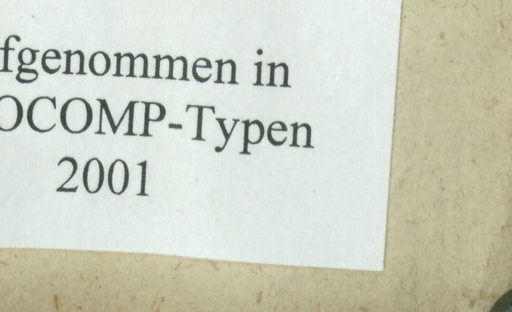 fgenommen in
OCOMP-Typen
2001